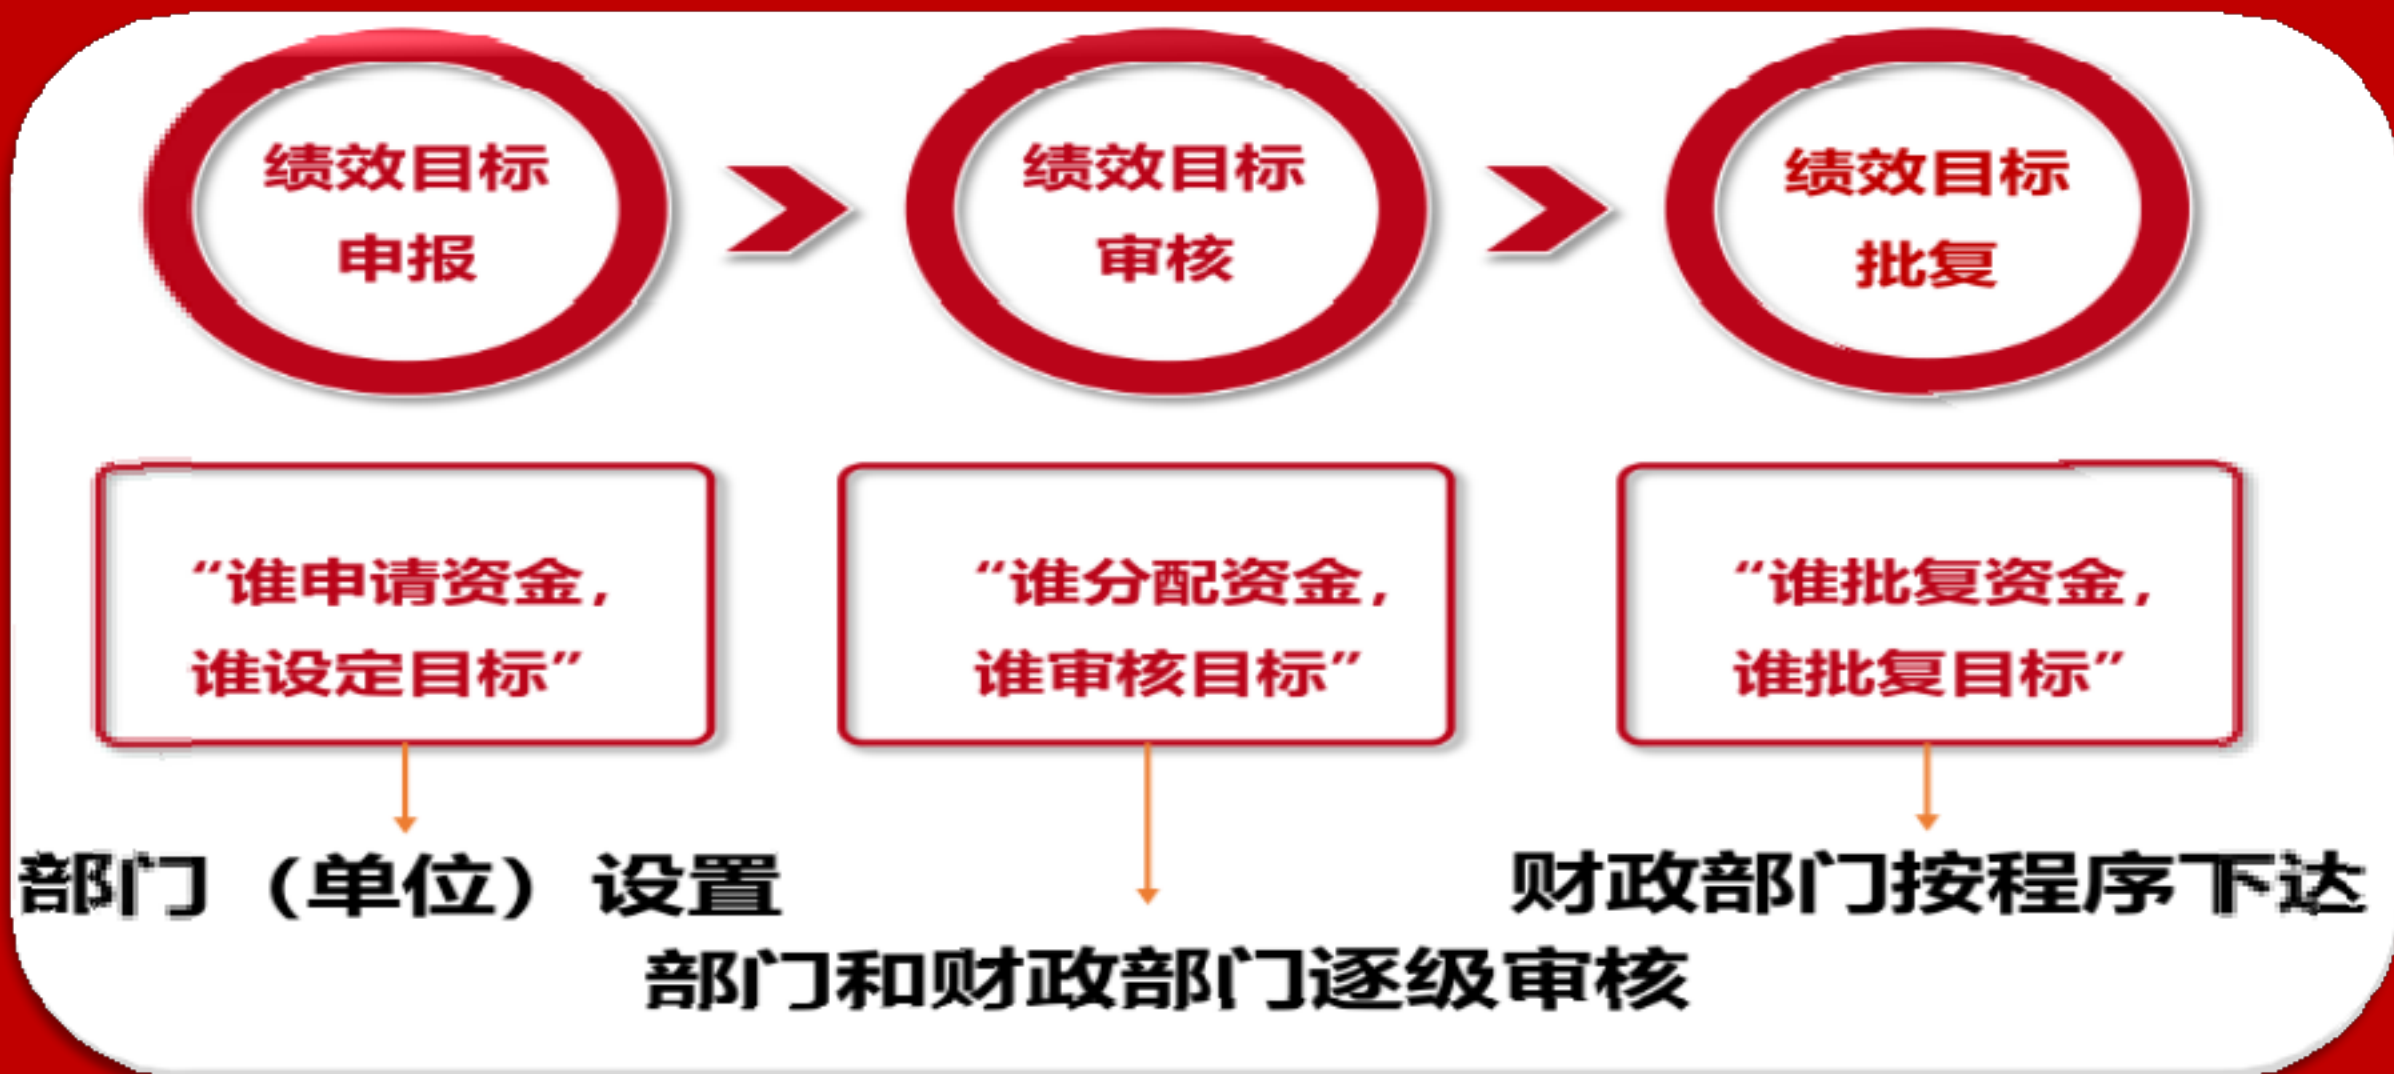 绩效目标
申报
绩效目标
审核
绩效目标
批复
“谁申请资金,
谁设定目标”
“谁分配资金,
谁审核目标”
“谁批复资金,
谁批复目标”
部门（单位）设置
部门和财政部门逐级审核
财政部门按程序下达